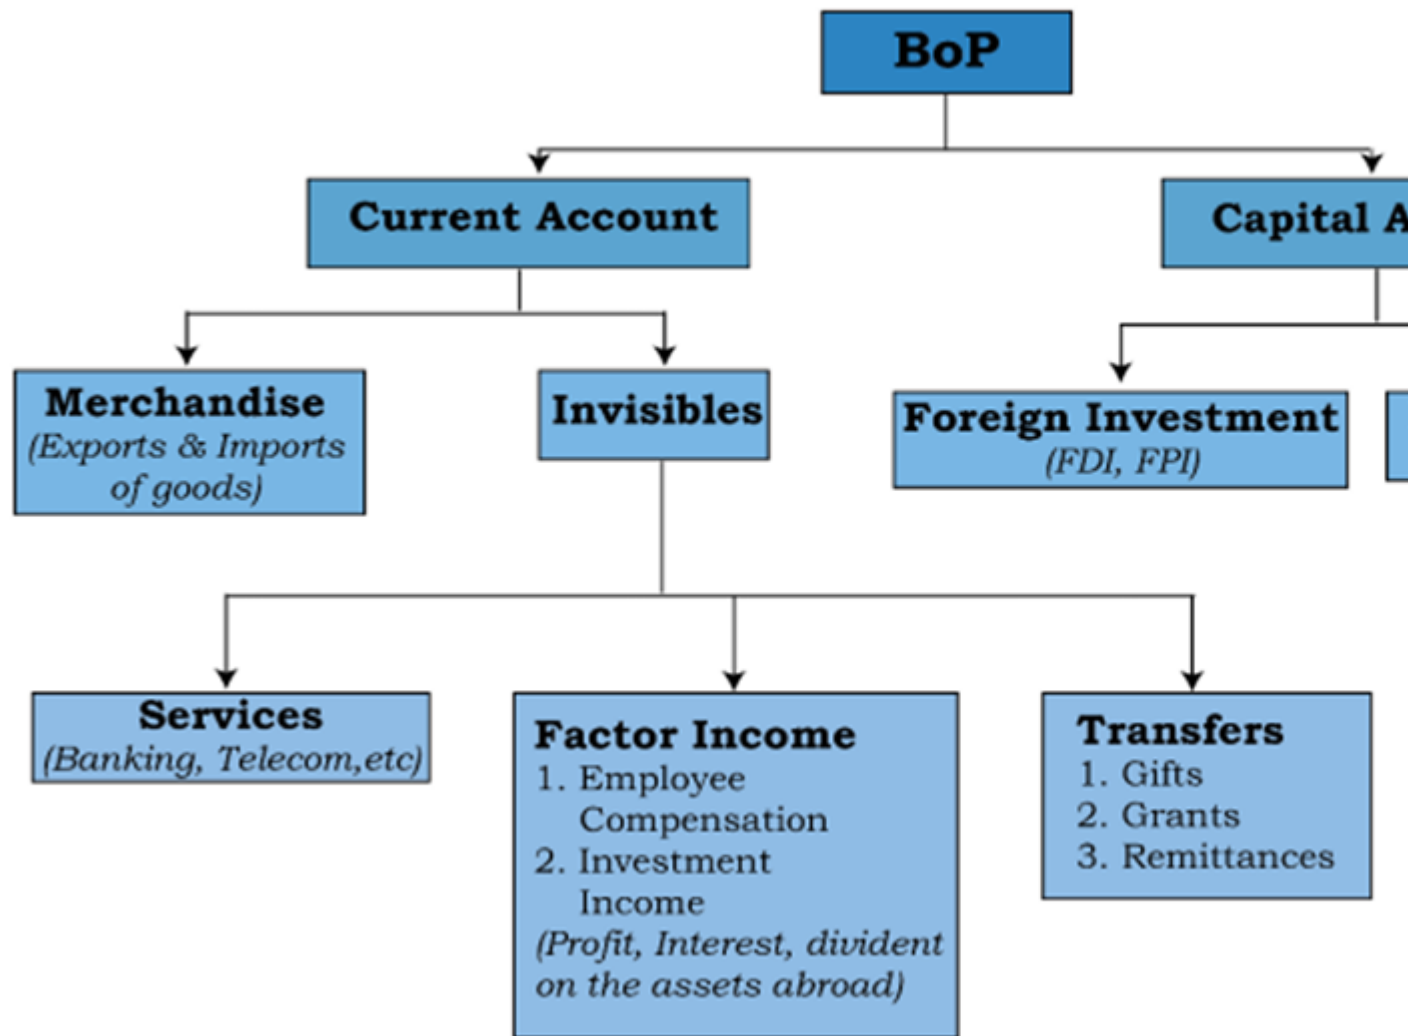 BoP
Current Account
Capital A
Merchandise
(Exports & Imports
of goods)
Invisibles
Foreign Investment
(FDI, FPI)
Services
(Banking, Telecom,etc)
Factor Income
1. Employee
Compensation
2. Investment
Income
(Profit, Interest, divident
on the assets abroad)
Transfers
1. Gifts
2. Grants
3. Remittances